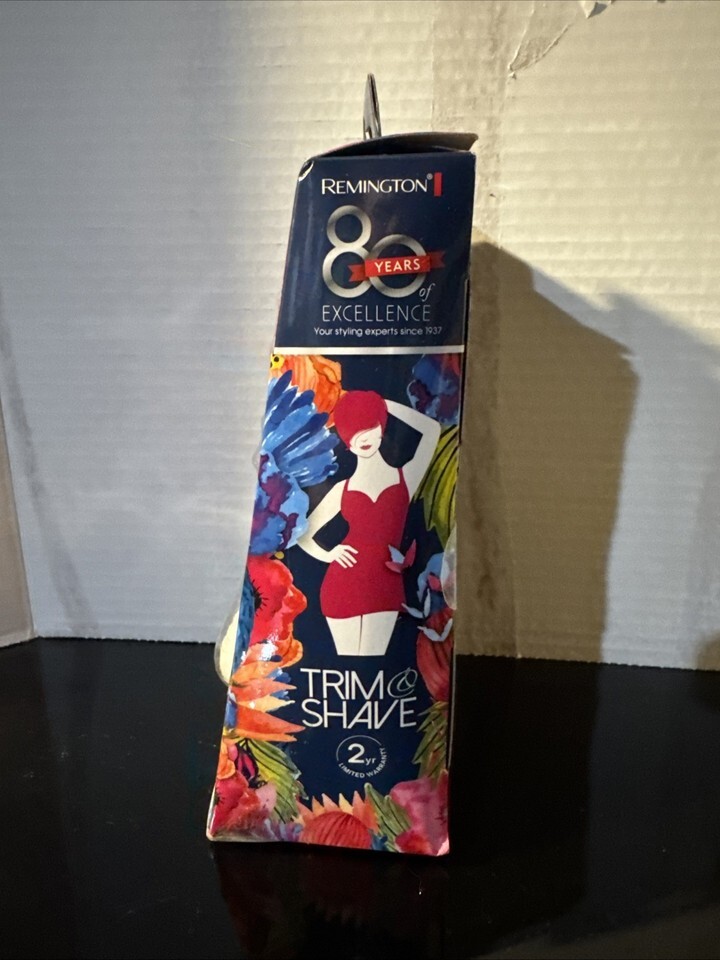 REMINGTON®
80
YEARS
of
EXCELLENCE
Your styling experts since 1937
TRIM &
SHAVE
2yr
LIMITED WARRANTY